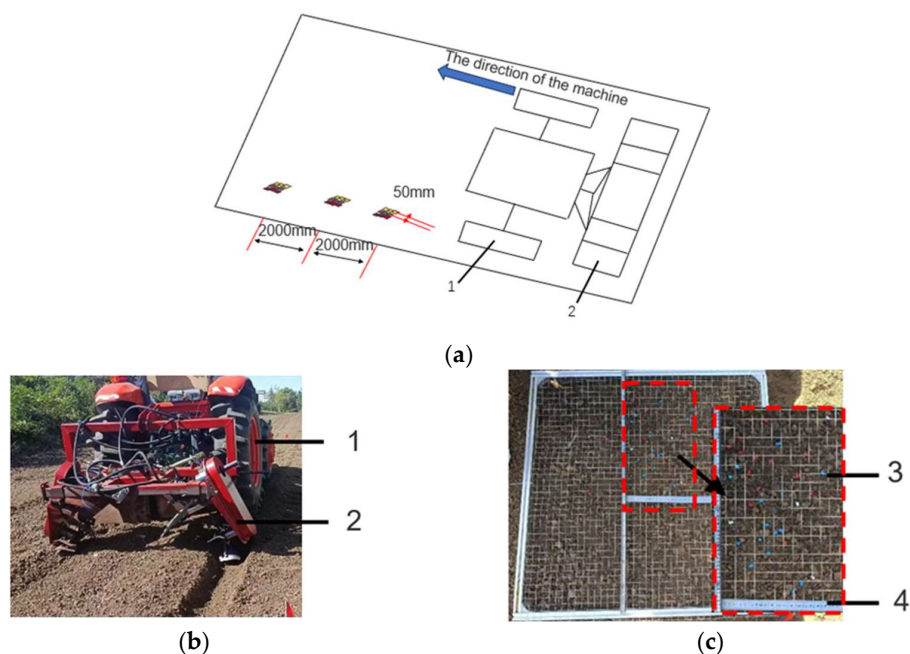 The direction of the machine
50mm
2000mm
2000mm
1
2
(a)
1
2
3
4
(b)
(c)